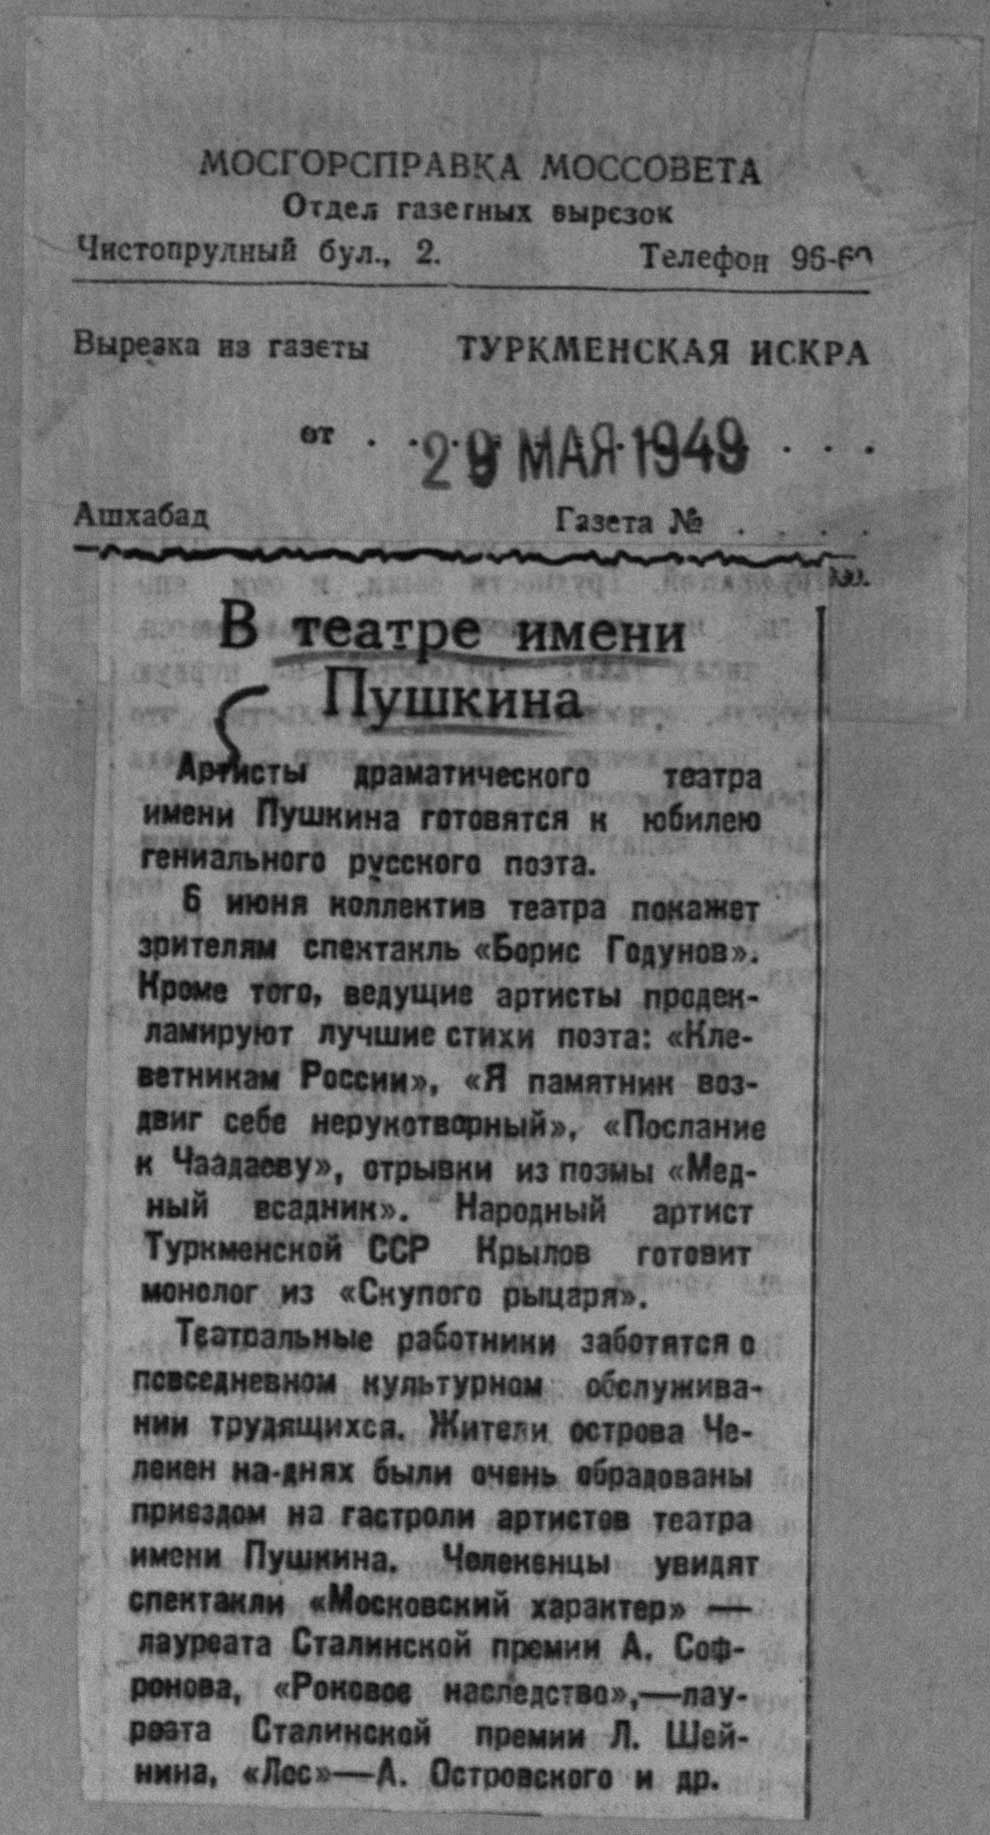 МОСГОРСПРАВКА МОССОВЕТА
Отдел газетных вырезок
Чистопрудный бул., 2. Телефон 96-69
Вырезка из газеты ТУРКМЕНСКАЯ ИСКРА
от . . 29 МАЯ 1949 . . .
Ашхабад Газета № . . . .
В театре имени
Пушкина
Артисты драматического театра
имени Пушкина готовятся к юбилею
гениального русского поэта.
6 июня коллектив театра покажет
зрителям спектакль «Борис Годунов».
Кроме того, ведущие артисты продек-
ламируют лучшие стихи поэта: «Кле-
ветникам России», «Я памятник воз-
двиг себе нерукотворный», «Послание
к Чаадаеву», отрывки из поэмы «Мед-
ный всадник». Народный артист
Туркменской ССР Крылов готовит
монолог из «Скупого рыцаря».
Театральные работники заботятся о
повседневном культурном обслужива-
нии трудящихся. Жители острова Че-
лекен на-днях были очень обрадованы
приездом на гастроли артистов театра
имени Пушкина. Челекенцы увидят
спектакли «Московский характер» —
лауреата Сталинской премии А. Соф-
ронова, «Роковое наследство»,—лау-
реата Сталинской премии Л. Шей-
нина, «Лес»—А. Островского и др.